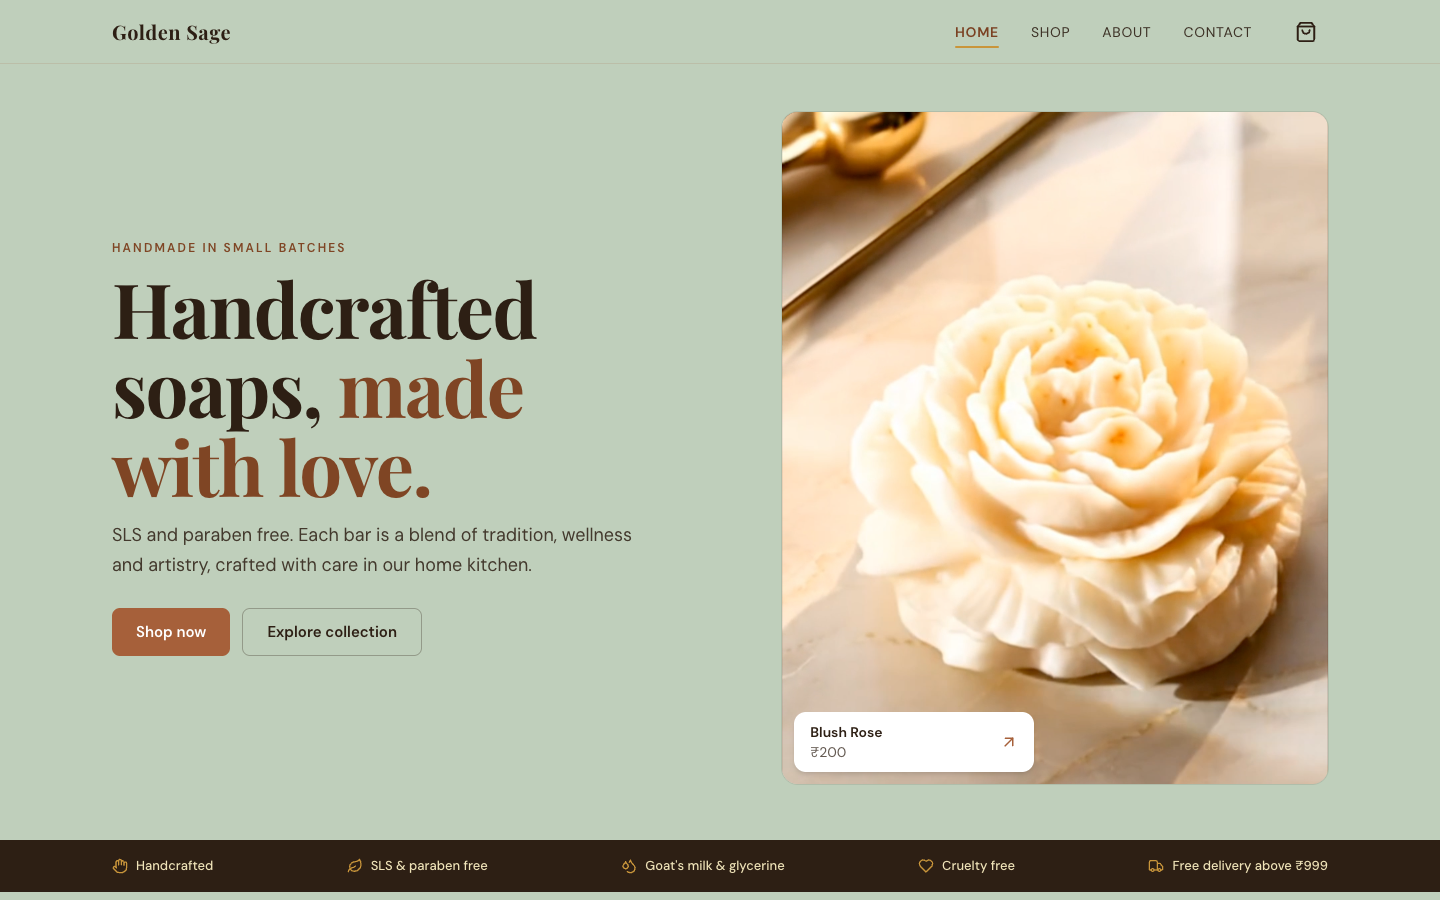 Golden Sage
HOME
SHOP
ABOUT
CONTACT
HANDMADE IN SMALL BATCHES
Handcrafted
soaps, made
with love.
SLS and paraben free. Each bar is a blend of tradition, wellness
and artistry, crafted with care in our home kitchen.
Shop now
Explore collection
Blush Rose
₹200
Handcrafted
SLS & paraben free
Goat's milk & glycerine
Cruelty free
Free delivery above ₹999